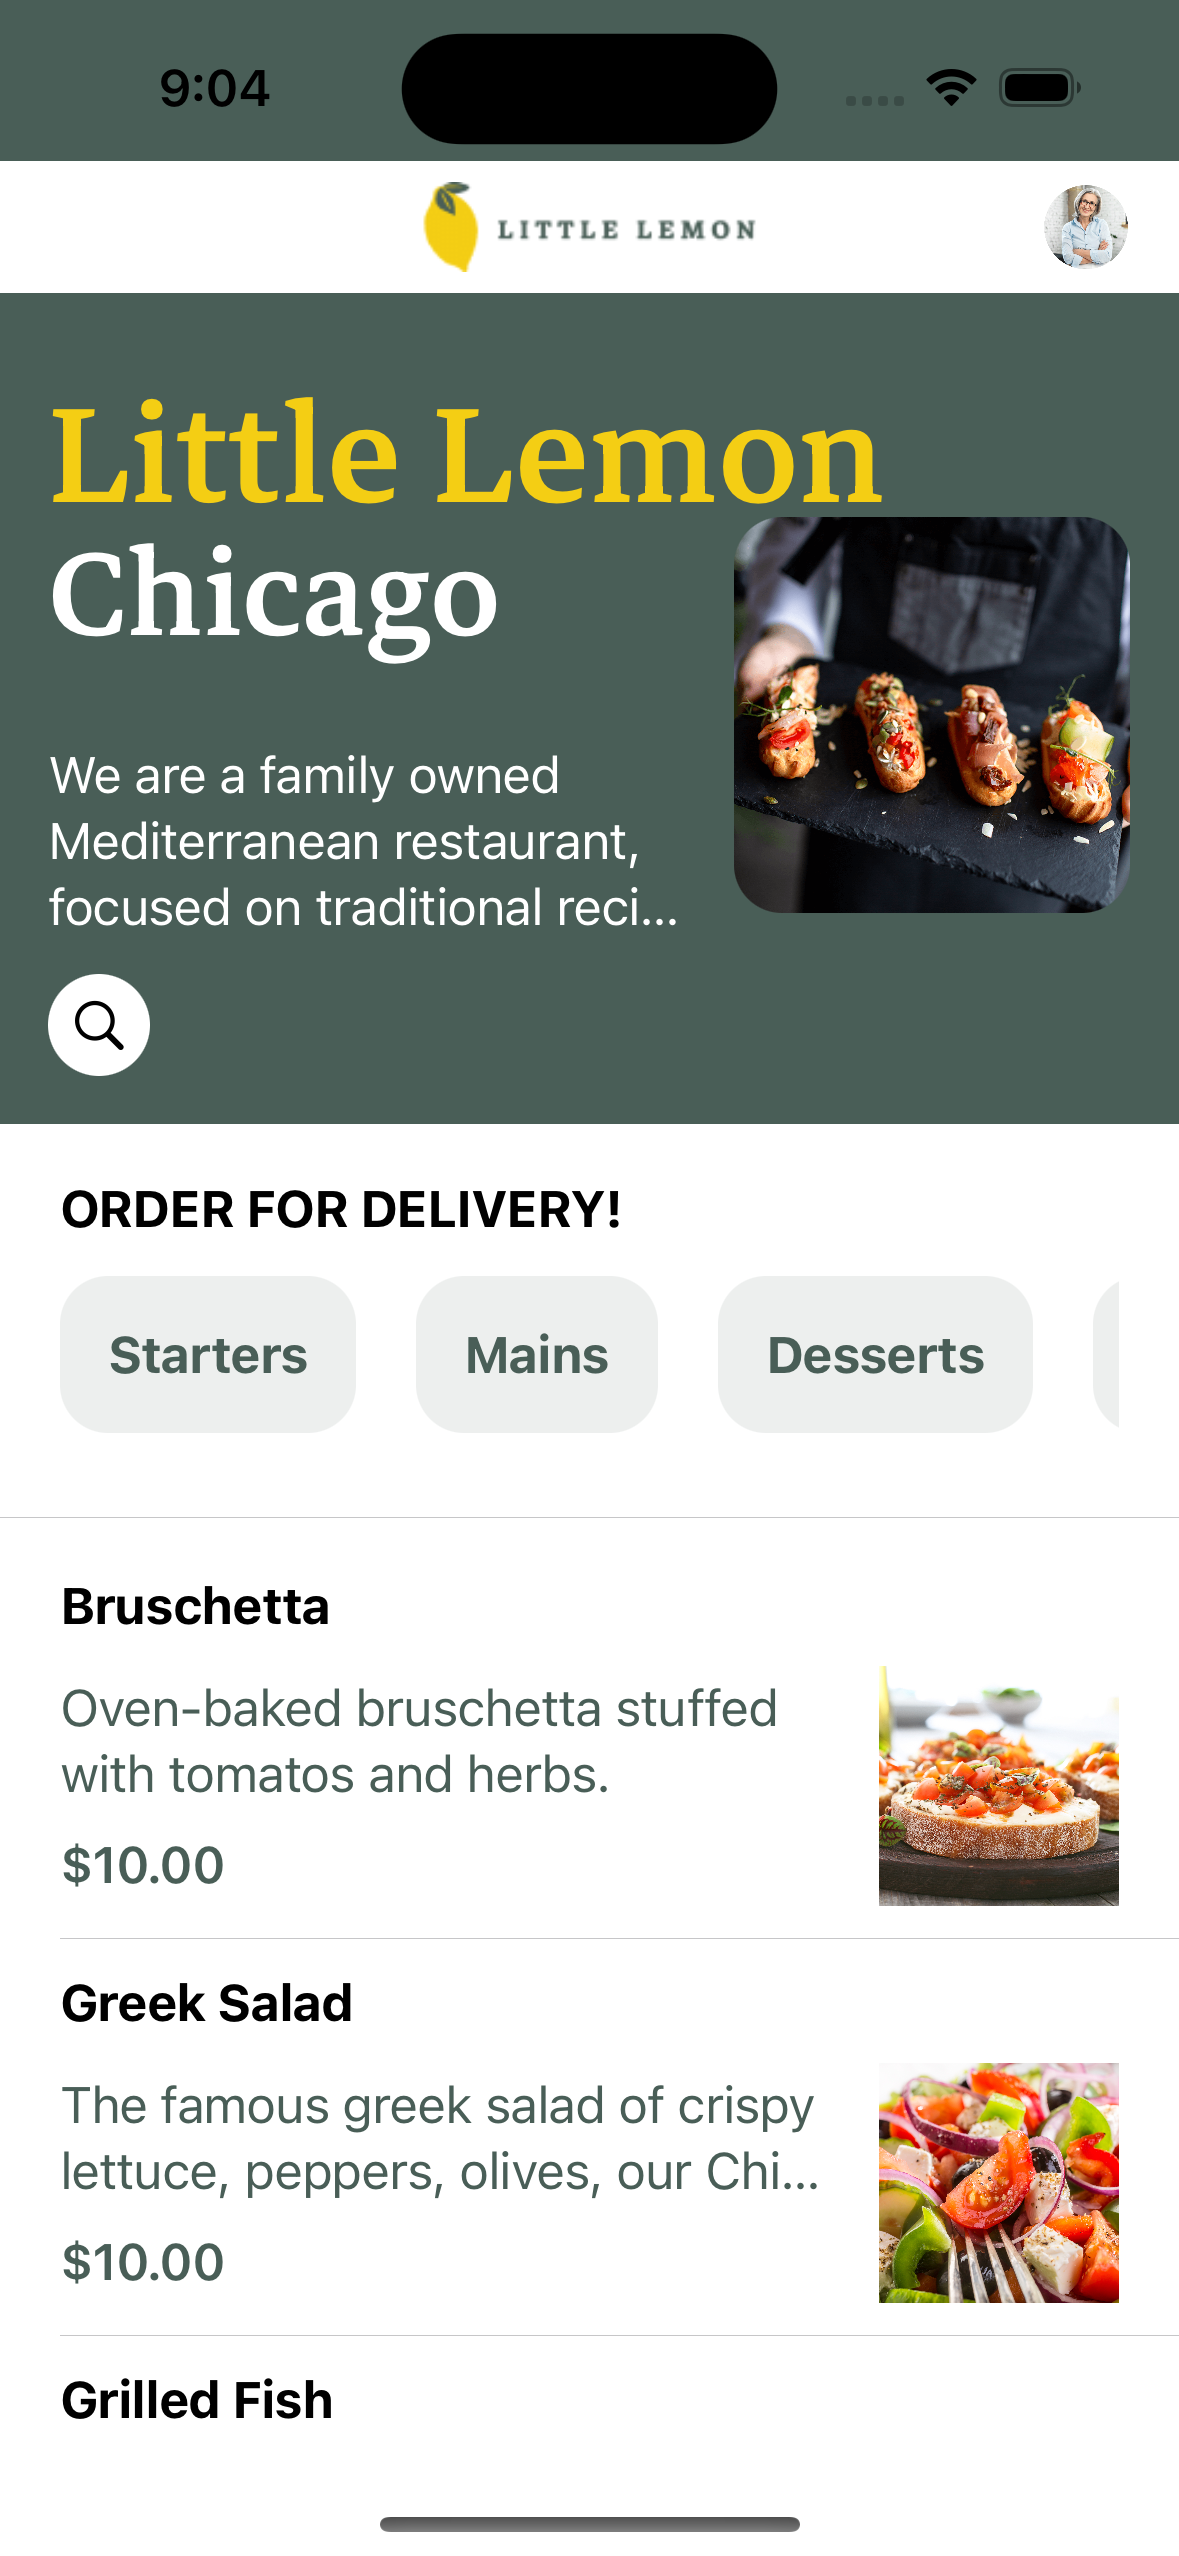 9:04
LITTLE LEMON
Little Lemon
Chicago
We are a family owned
Mediterranean restaurant,
focused on traditional reci...
ORDER FOR DELIVERY!
Starters
Mains
Desserts
Bruschetta
Oven-baked bruschetta stuffed
with tomatos and herbs.
$10.00
Greek Salad
The famous greek salad of crispy
lettuce, peppers, olives, our Chi...
$10.00
Grilled Fish